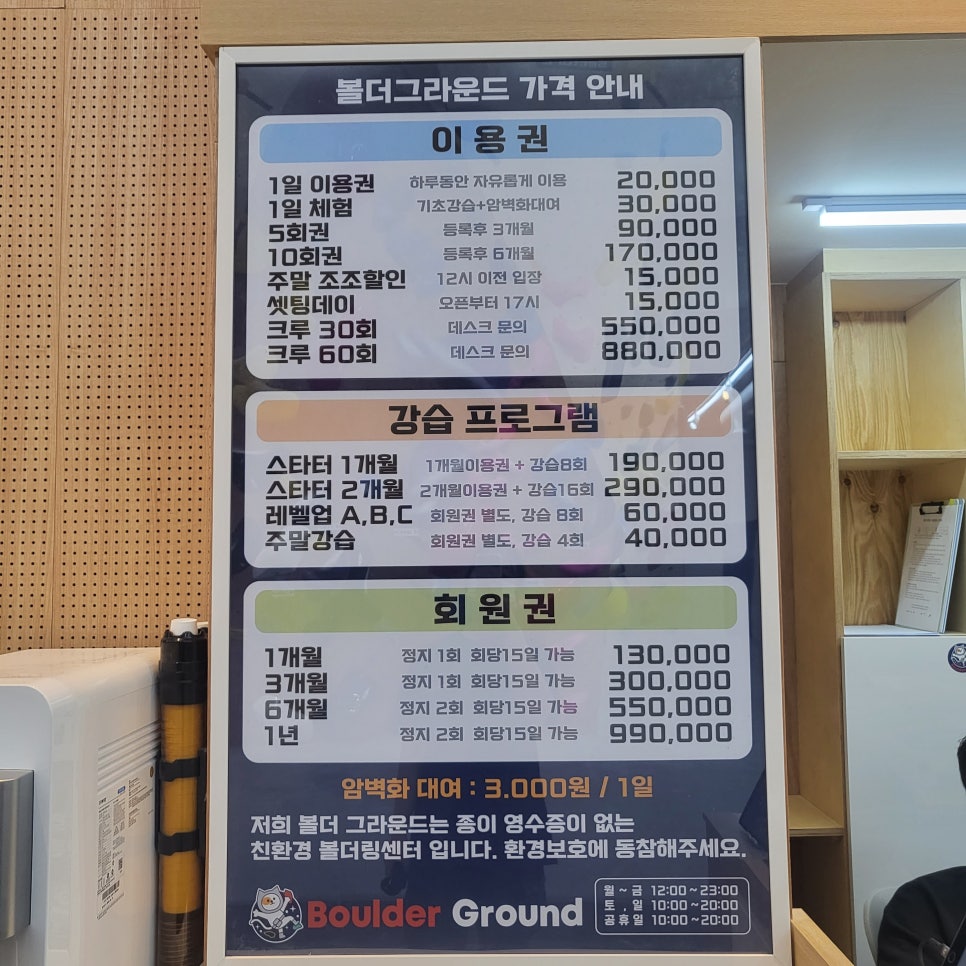 볼더그라운드 가격 안내
이용권
1일 이용권 하루동안 자유롭게 이용 20,000
1일 체험 기초강습+암벽화대여 30,000
5회권 등록후 3개월 90,000
10회권 등록후 6개월 170,000
주말 조조할인 12시 이전 입장 15,000
셋팅데이 오픈부터 17시 15,000
크루 30회 데스크 문의 550,000
크루 60회 데스크 문의 880,000
강습 프로그램
스타터 1개월 1개월이용권 + 강습8회 190,000
스타터 2개월 2개월이용권 + 강습16회 290,000
레벨업 A,B,C 회원권 별도, 강습 8회 60,000
주말강습 회원권 별도, 강습 4회 40,000
회원권
1개월 정지 1회 회당15일 가능 130,000
3개월 정지 1회 회당15일 가능 300,000
6개월 정지 2회 회당15일 가능 550,000
1년 정지 2회 회당15일 가능 990,000
암벽화 대여 : 3.000원 / 1일
저희 볼더 그라운드는 종이 영수증이 없는
친환경 볼더링센터 입니다. 환경보호에 동참해주세요.
Boulder Ground
월 ~ 금 12:00 ~ 23:00
토 , 일 10:00 ~ 20:00
공휴일 10:00 ~ 20:00